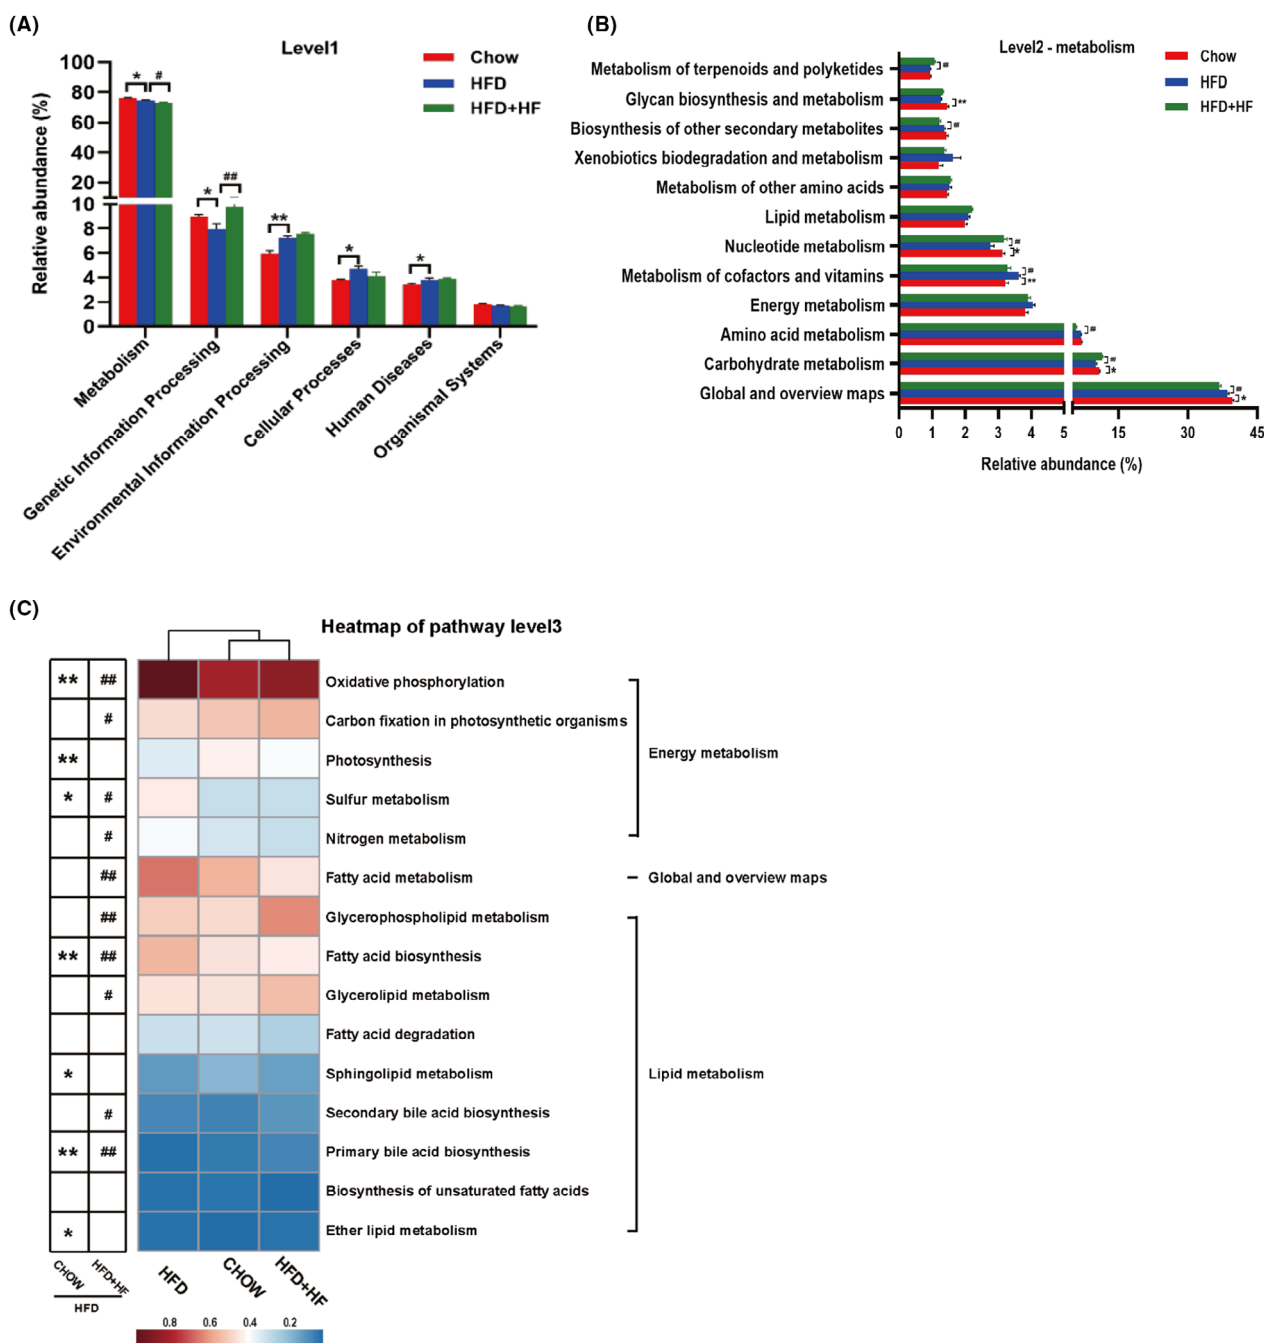 (A)
Level1
Chow
HFD
HFD+HF
Relative abundance (%)
100
80
60
40
20
10
8
6
4
2
0
* #
* ##
**
*
*
Metabolism
Genetic Information Processing
Environmental Information Processing
Cellular Processes
Human Diseases
Organismal Systems
(B)
Level2 - metabolism
Chow
HFD
HFD+HF
Metabolism of terpenoids and polyketides
#
Glycan biosynthesis and metabolism
**
Biosynthesis of other secondary metabolites
#
Xenobiotics biodegradation and metabolism
Metabolism of other amino acids
Lipid metabolism
Nucleotide metabolism
#
*
Metabolism of cofactors and vitamins
#
**
Energy metabolism
Amino acid metabolism
#
Carbohydrate metabolism
#
*
Global and overview maps
#
*
0 1 2 3 4 5 15 30 45
Relative abundance (%)
(C)
Heatmap of pathway level3
** ## Oxidative phosphorylation
# Carbon fixation in photosynthetic organisms
** Photosynthesis
* # Sulfur metabolism
# Nitrogen metabolism
Energy metabolism
## Fatty acid metabolism
Global and overview maps
## Glycerophospholipid metabolism
** ## Fatty acid biosynthesis
# Glycerolipid metabolism
Fatty acid degradation
* Sphingolipid metabolism
# Secondary bile acid biosynthesis
** ## Primary bile acid biosynthesis
Biosynthesis of unsaturated fatty acids
* Ether lipid metabolism
Lipid metabolism
CHOW HFD+HF
HFD
HFD CHOW HFD+HF
0.8 0.6 0.4 0.2